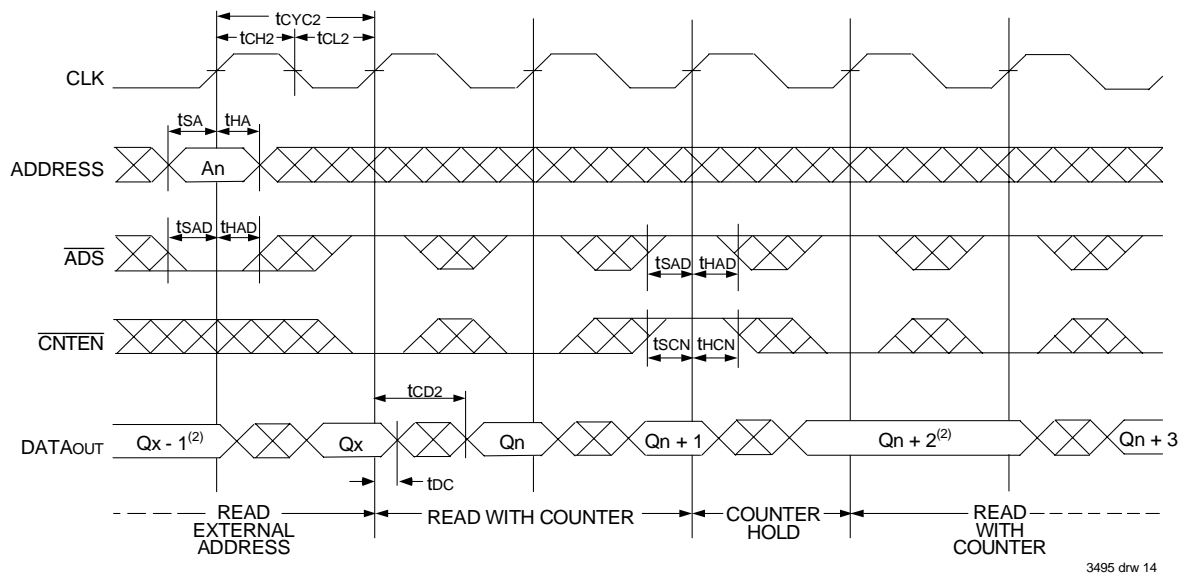 tCYC2
tCH2 tCL2
CLK
tSA tHA
ADDRESS An
tSAD tHAD
ADS
tSAD tHAD
CNTEN
tSCN tHCN
tCD2
DATAOUT Qx - 1(2) Qx Qn Qn + 1 Qn + 2(2) Qn + 3
tDC
READ EXTERNAL ADDRESS
READ WITH COUNTER
COUNTER HOLD
READ WITH COUNTER
3495 drw 14